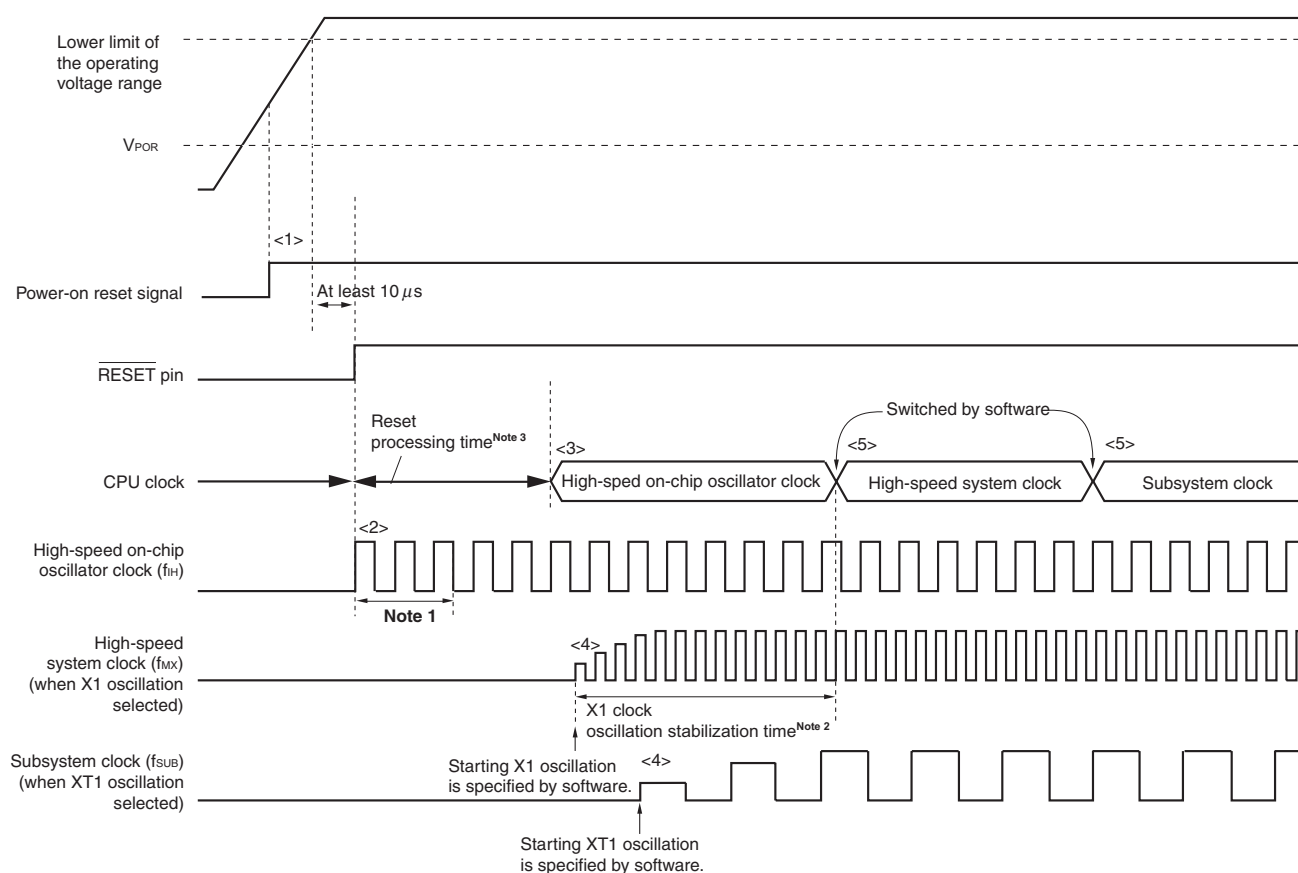 Lower limit of
the operating
voltage range
VPOR
<1>
Power-on reset signal
At least 10 μs
RESET pin
Switched by software
Reset
processing timeNote 3
<3>
<5>
<5>
CPU clock
High-sped on-chip oscillator clock
High-speed system clock
Subsystem clock
<2>
High-speed on-chip
oscillator clock (fIH)
Note 1
High-speed
system clock (fMX)
(when X1 oscillation
selected)
<4>
X1 clock
oscillation stabilization timeNote 2
Subsystem clock (fSUB)
(when XT1 oscillation
selected)
<4>
Starting X1 oscillation
is specified by software.
Starting XT1 oscillation
is specified by software.